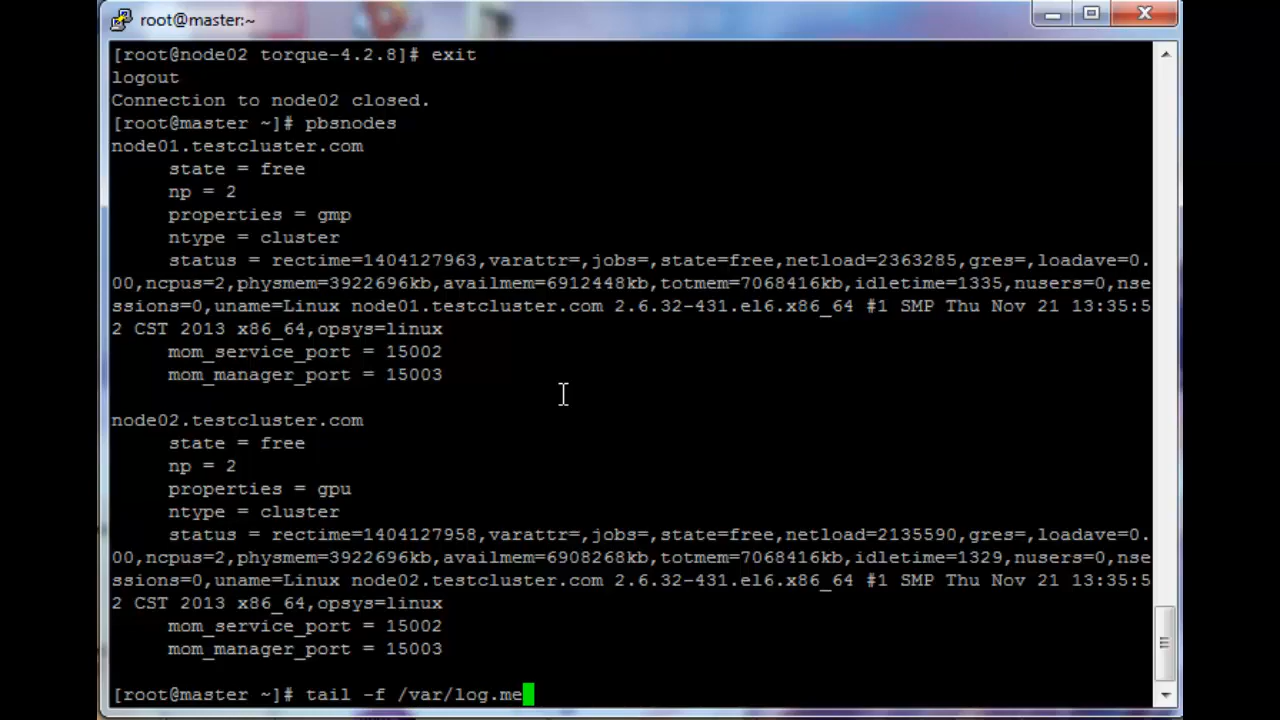 root@master:~
[root@node02 torque-4.2.8]# exit
logout
Connection to node02 closed.
[root@master ~]# pbsnodes
node01.testcluster.com
     state = free
     np = 2
     properties = gmp
     ntype = cluster
     status = rectime=1404127963,varattr=,jobs=,state=free,netload=2363285,gres=,loadave=0.
00,ncpus=2,physmem=3922696kb,availmem=6912448kb,totmem=7068416kb,idletime=1335,nusers=0,nse
ssions=0,uname=Linux node01.testcluster.com 2.6.32-431.el6.x86_64 #1 SMP Thu Nov 21 13:35:5
2 CST 2013 x86_64,opsys=linux
     mom_service_port = 15002
     mom_manager_port = 15003
node02.testcluster.com
     state = free
     np = 2
     properties = gpu
     ntype = cluster
     status = rectime=1404127958,varattr=,jobs=,state=free,netload=2135590,gres=,loadave=0.
00,ncpus=2,physmem=3922696kb,availmem=6908268kb,totmem=7068416kb,idletime=1329,nusers=0,nse
ssions=0,uname=Linux node02.testcluster.com 2.6.32-431.el6.x86_64 #1 SMP Thu Nov 21 13:35:5
2 CST 2013 x86_64,opsys=linux
     mom_service_port = 15002
     mom_manager_port = 15003
[root@master ~]# tail -f /var/log.me